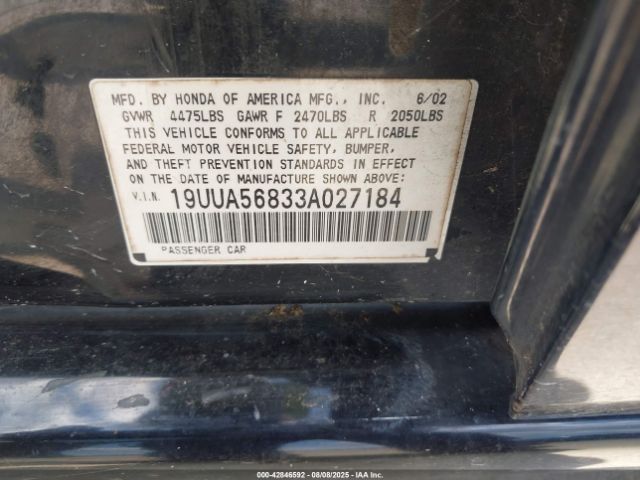 MFD. BY HONDA OF AMERICA MFG., INC. 6/02
GVWR 4475LBS GAWR F 2470LBS R 2050LBS
THIS VEHICLE CONFORMS TO ALL APPLICABLE
FEDERAL MOTOR VEHICLE SAFETY, BUMPER,
AND THEFT PREVENTION STANDARDS IN EFFECT
ON THE DATE OF MANUFACTURE SHOWN ABOVE:
V.I.N. 19UUA56833A027184
PASSENGER CAR
000-42846592 - 08/08/2025 - IAA Inc.